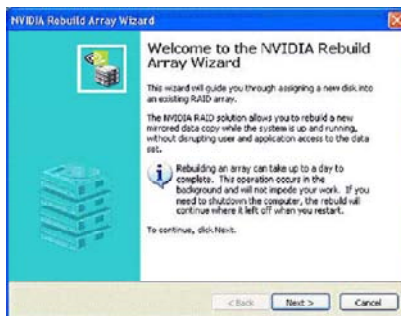 NVIDIA Rebuild Array Wizard
Welcome to the NVIDIA Rebuild
Array Wizard
This wizard will guide you through assigning a new disk into
an existing RAID array.
The NVIDIA RAID solution allows you to rebuild a new
mirrored data copy while the system is up and running,
without disrupting user and application access to the data
set.
Rebuilding an array can take up to a day to
complete. This operation occurs in the
background and will not impede your work. If you
need to shutdown the computer, the rebuild will
continue where it left off when you restart.
To continue, click Next.
< Back Next > Cancel